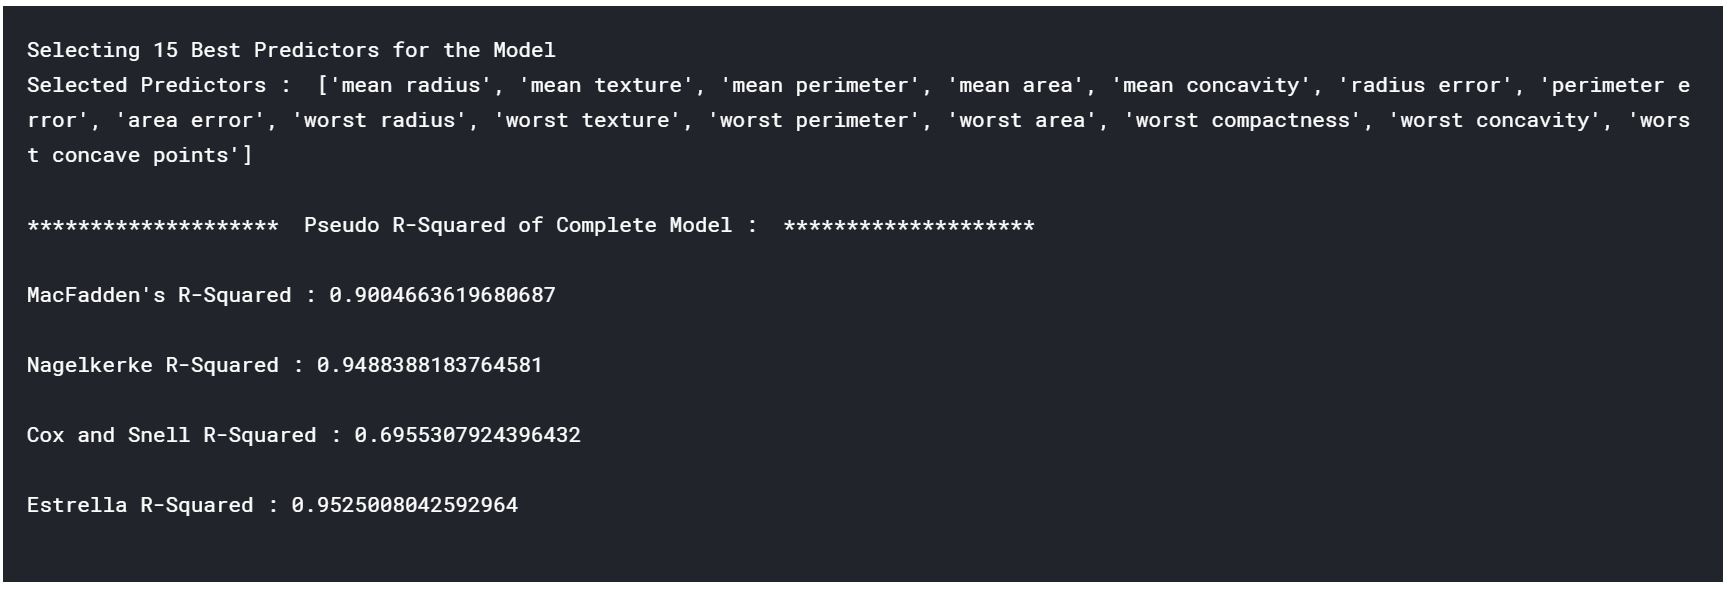 Selecting 15 Best Predictors for the Model
Selected Predictors :  ['mean radius', 'mean texture', 'mean perimeter', 'mean area', 'mean concavity', 'radius error', 'perimeter e
rror', 'area error', 'worst radius', 'worst texture', 'worst perimeter', 'worst area', 'worst compactness', 'worst concavity', 'wors
t concave points']
********************  Pseudo R-Squared of Complete Model :  ********************
MacFadden's R-Squared : 0.9004663619680687
Nagelkerke R-Squared : 0.9488388183764581
Cox and Snell R-Squared : 0.6955307924396432
Estrella R-Squared : 0.9525008042592964